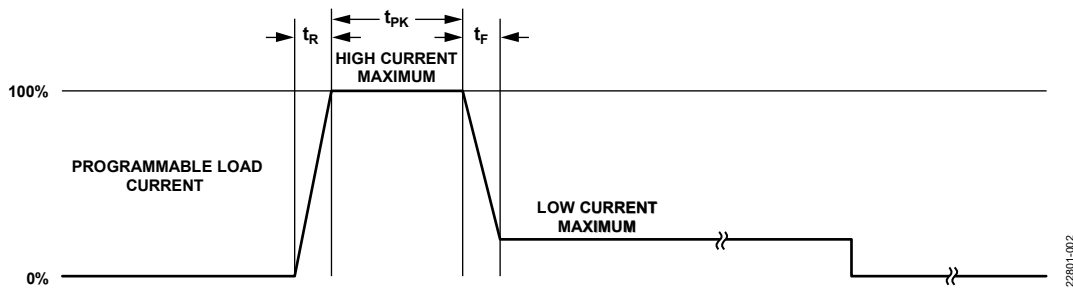 tPK
tR
tF
HIGH CURRENT
MAXIMUM
100%
PROGRAMMABLE LOAD
CURRENT
LOW CURRENT
MAXIMUM
0%
22801-002